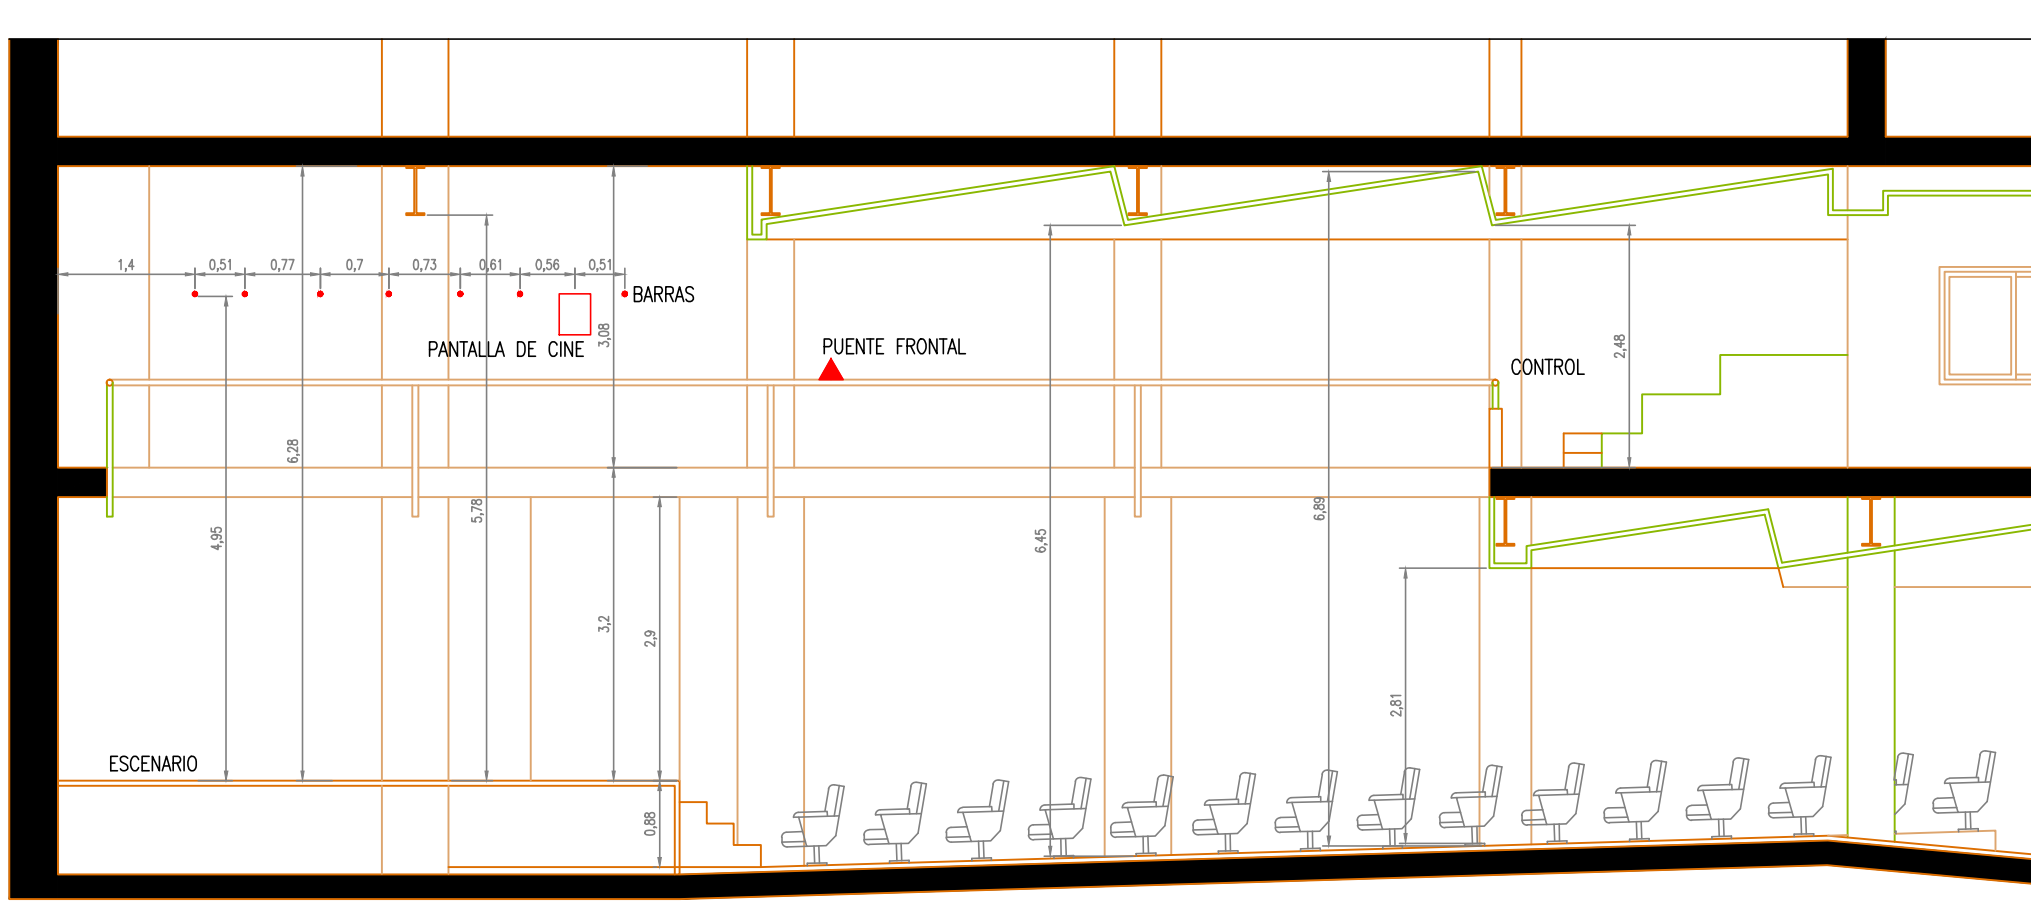 1,4 0,51 0,77 0,7 0,73 0,61 0,56 0,51
BARRAS
3,08
PANTALLA DE CINE
PUENTE FRONTAL
2,48
CONTROL
6,28
5,78
6,89
4,95
6,45
3,2
2,9
2,81
ESCENARIO
0,88